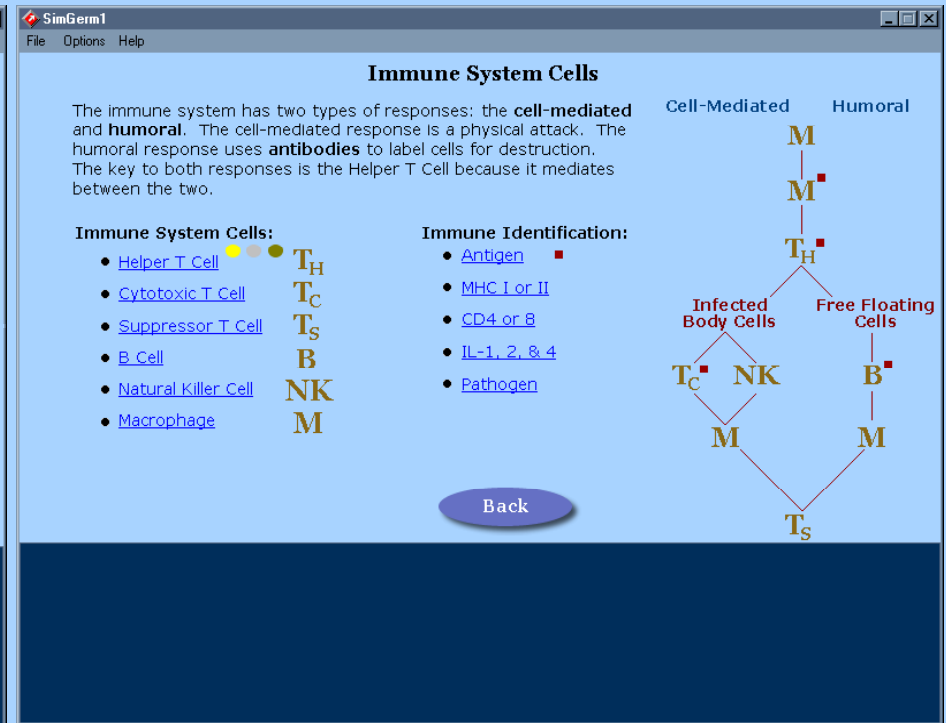 SimGerm1
File Options Help
Immune System Cells
The immune system has two types of responses: the cell-mediated
and humoral. The cell-mediated response is a physical attack. The
humoral response uses antibodies to label cells for destruction.
The key to both responses is the Helper T Cell because it mediates
between the two.
Immune System Cells:
Helper T Cell TH
Cytotoxic T Cell TC
Suppressor T Cell TS
B Cell B
Natural Killer Cell NK
Macrophage M
Immune Identification:
Antigen
MHC I or II
CD4 or 8
IL-1, 2, & 4
Pathogen
Back
Cell-Mediated Humoral
M
M
TH
Infected
Body Cells
Free Floating
Cells
TC NK B
M M
TS